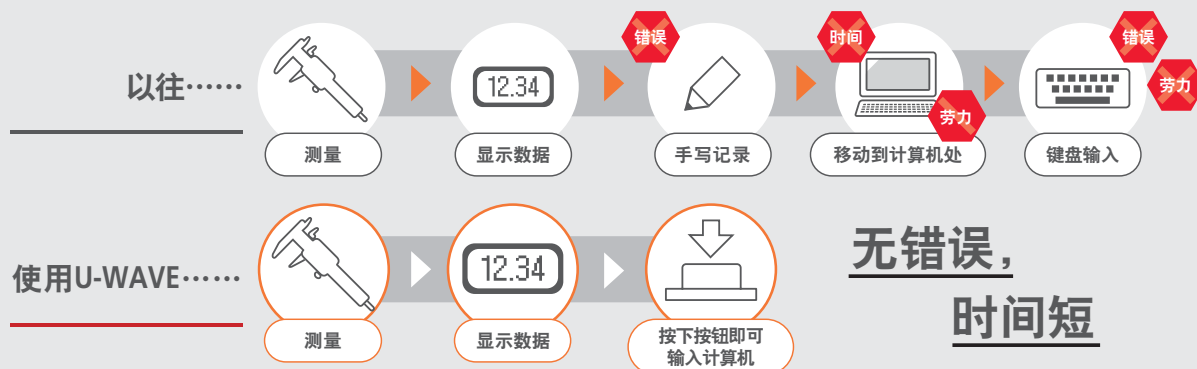 以往……
12.34
错误
时间
劳力
错误
劳力
测量
显示数据
手写记录
移动到计算机处
键盘输入
使用U-WAVE……
12.34
测量
显示数据
按下按钮即可
输入计算机
无错误，
时间短